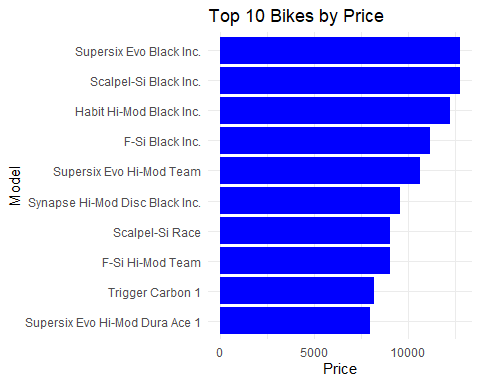 Top 10 Bikes by Price
Model
Supersix Evo Black Inc.
Scalpel-Si Black Inc.
Habit Hi-Mod Black Inc.
F-Si Black Inc.
Supersix Evo Hi-Mod Team
Synapse Hi-Mod Disc Black Inc.
Scalpel-Si Race
F-Si Hi-Mod Team
Trigger Carbon 1
Supersix Evo Hi-Mod Dura Ace 1
0 5000 10000
Price